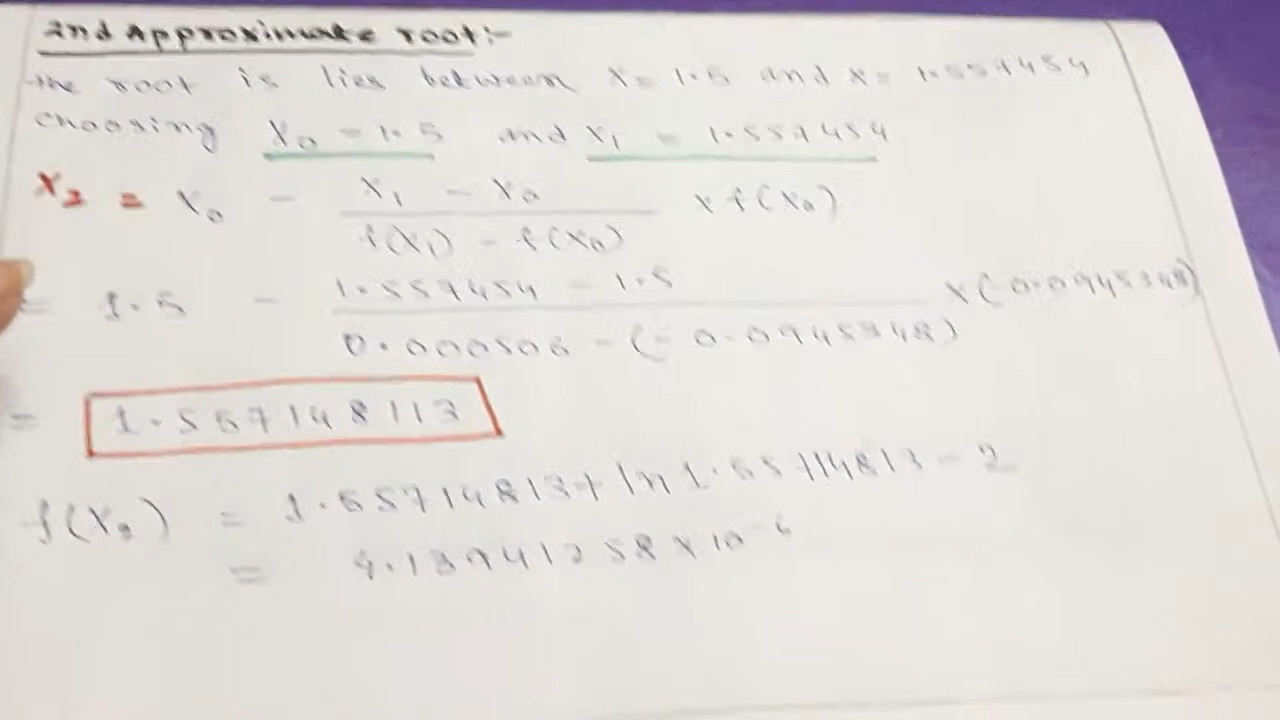 2nd Approximate root:-
the root is lies between x = 1.5 and x = 1.557454
choosing x₀ = 1.5 and x₁ = 1.557454
x₂ = x₀ - (x₁ - x₀) / (f(x₁) - f(x₀)) × f(x₀)
= 1.5 - (1.557454 - 1.5) / (0.000506 - (-0.0945348)) × (0.0945348)
= 1.557148113
f(x₂) = 1.55714813 + ln 1.55714813 - 2
=
× 10⁻⁶